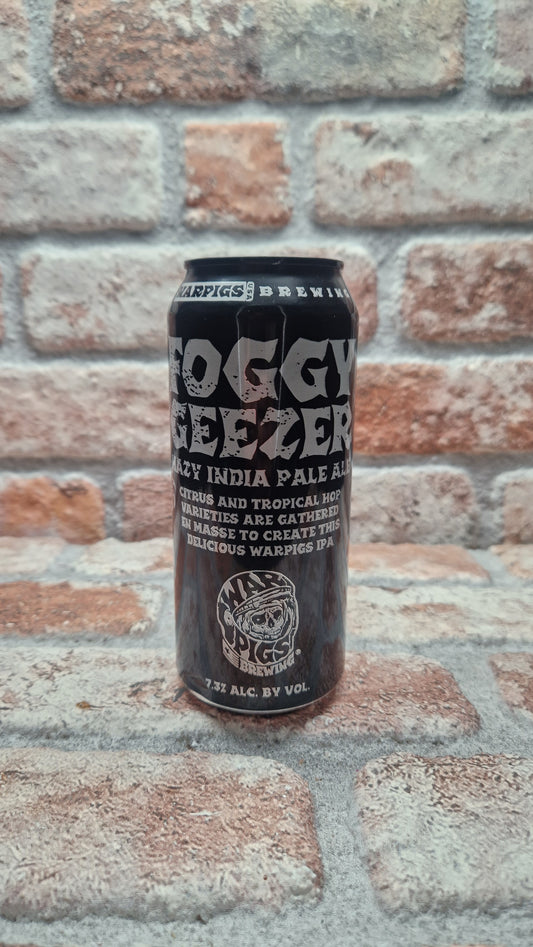 WARPIGS USA BREWING
FOGGY
GEEZER
HAZY INDIA PALE ALE
CITRUS AND TROPICAL HOP
VARIETIES ARE GATHERED
EN MASSE TO CREATE THIS
DELICIOUS WARPIGS IPA
WAR
PIGS
BREWING®
7.3% ALC. BY VOL.